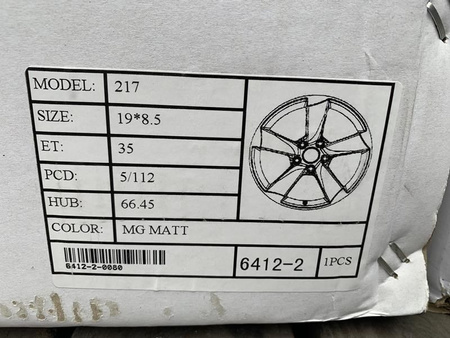 MODEL: 217
SIZE: 19*8.5
ET: 35
PCD: 5/112
HUB: 66.45
COLOR: MG MATT
6412-2-0080
6412-2 1PCS